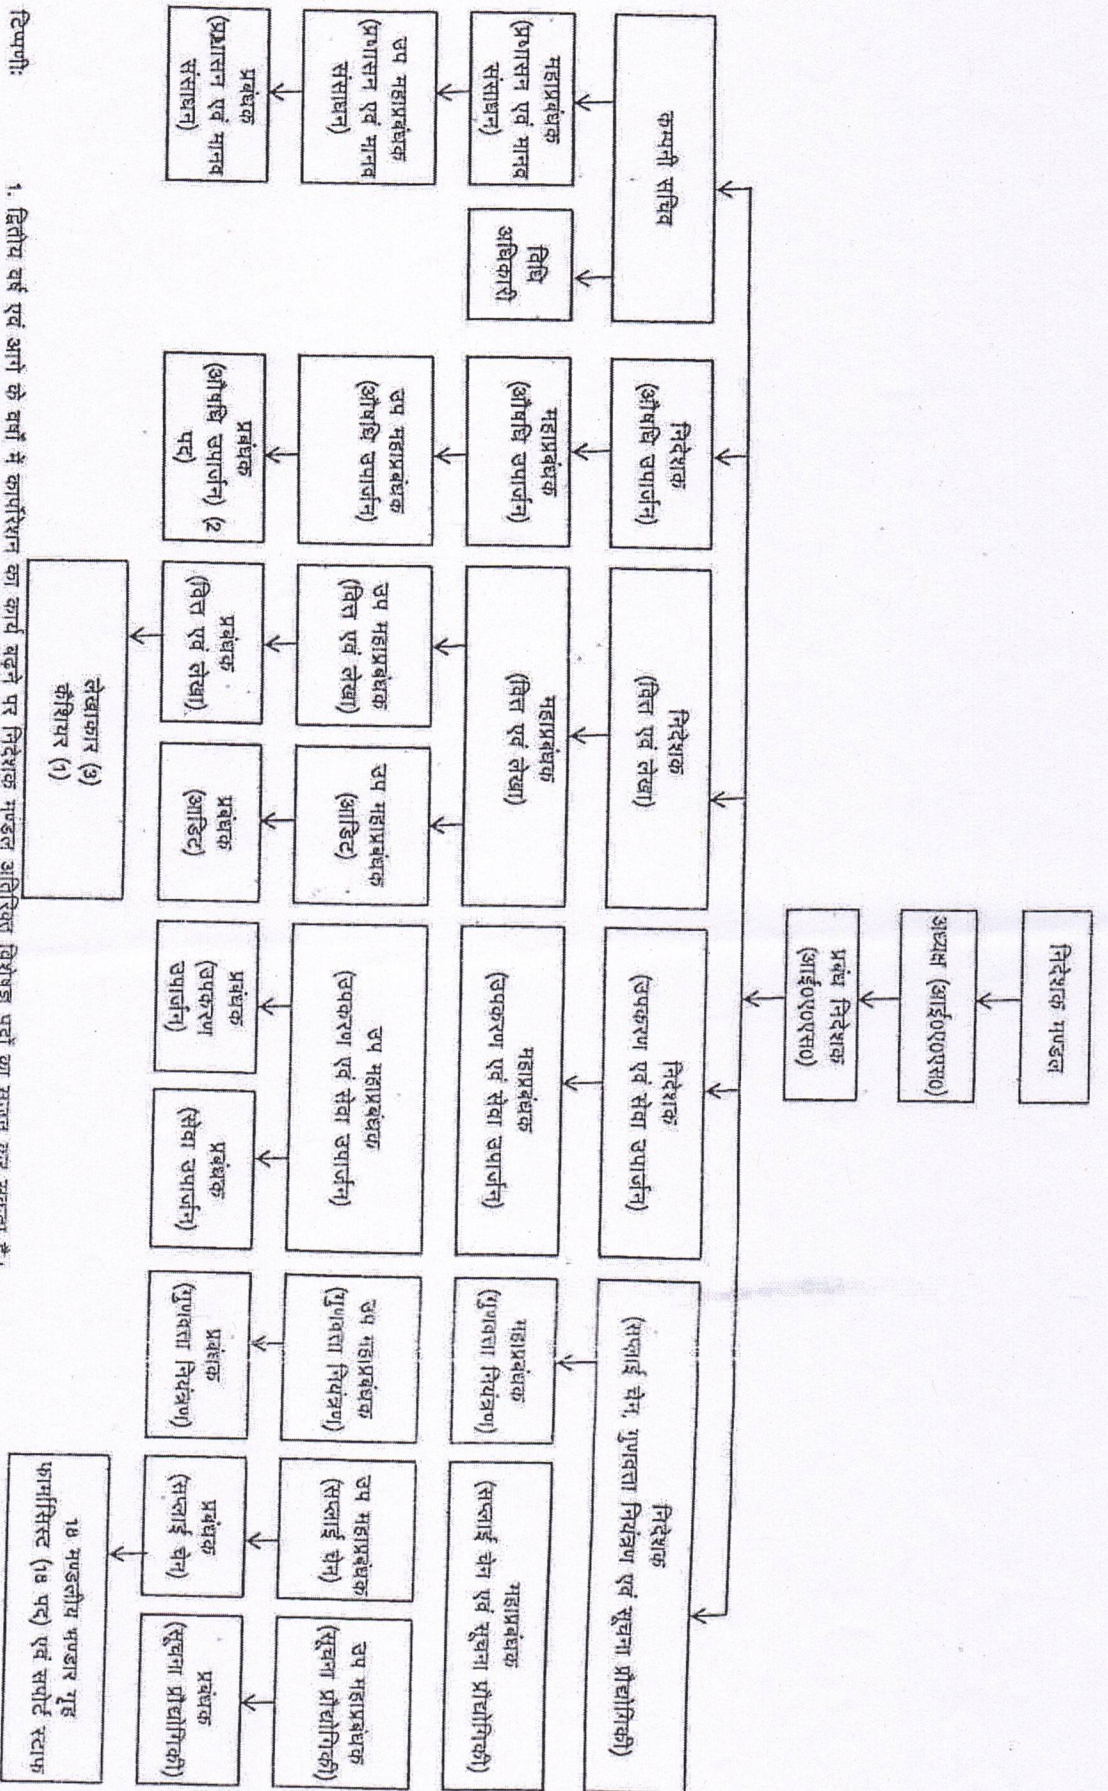 निदेशक मण्डल
अध्यक्ष (आई०ए०एस०)
प्रबंध निदेशक
(आई०ए०एस०)
कम्पनी सचिव
निदेशक
(औषधि उपार्जन)
निदेशक
(वित्त एवं लेखा)
निदेशक
(उपकरण एवं सेवा उपार्जन)
निदेशक
(सप्लाई चेन, गुणवत्ता नियंत्रण एवं सूचना प्रौद्योगिकी)
महाप्रबंधक
(प्रशासन एवं मानव
संसाधन)
विधि
अधिकारी
महाप्रबंधक
(औषधि उपार्जन)
महाप्रबंधक
(वित्त एवं लेखा)
महाप्रबंधक
(उपकरण एवं सेवा उपार्जन)
महाप्रबंधक
(गुणवत्ता नियंत्रण)
महाप्रबंधक
(सप्लाई चेन एवं सूचना प्रौद्योगिकी)
उप महाप्रबंधक
(प्रशासन एवं मानव
संसाधन)
उप महाप्रबंधक
(औषधि उपार्जन)
उप महाप्रबंधक
(वित्त एवं लेखा)
उप महाप्रबंधक
(आडिट)
उप महाप्रबंधक
(उपकरण एवं सेवा उपार्जन)
उप महाप्रबंधक
(गुणवत्ता नियंत्रण)
उप महाप्रबंधक
(सप्लाई चेन)
उप महाप्रबंधक
(सूचना प्रौद्योगिकी)
प्रबंधक
(प्रशासन एवं मानव
संसाधन)
प्रबंधक
(औषधि उपार्जन) (2
पद)
प्रबंधक
(वित्त एवं लेखा)
प्रबंधक
(आडिट)
प्रबंधक
(उपकरण
उपार्जन)
प्रबंधक
(सेवा उपार्जन)
प्रबंधक
(गुणवत्ता नियंत्रण)
प्रबंधक
(सप्लाई चेन)
प्रबंधक
(सूचना प्रौद्योगिकी)
लेखाकार (3)
कैशियर (1)
18 मण्डलीय भण्डार गृह
फार्मासिस्ट (18 पद) एवं सपोर्ट स्टाफ
टिप्पणीः 1. द्वितीय वर्ष एवं आगे के वर्षों में कार्पोरेशन का कार्य बढ़ने पर निदेशक मण्डल अतिरिक्त विशेषज्ञ पदों का सृजन कर सकता है।